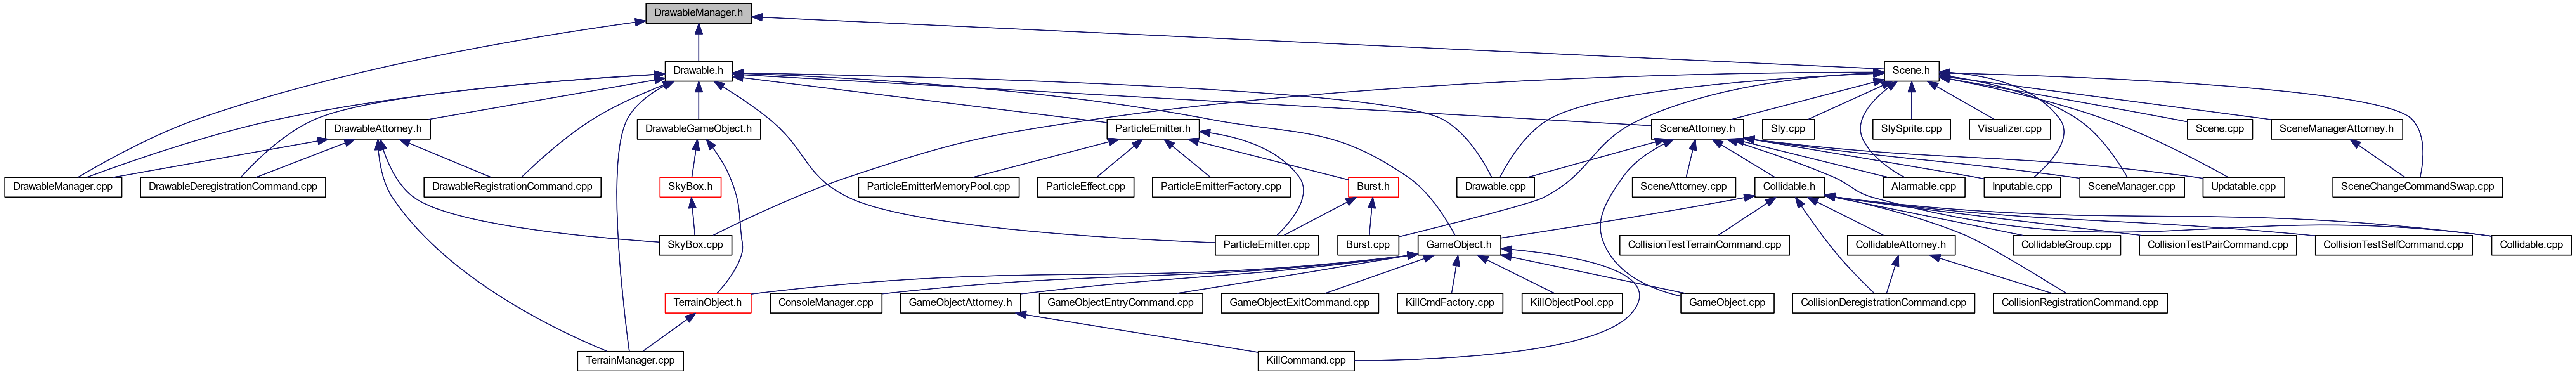 DrawableManager.h
Drawable.h
Scene.h
DrawableAttorney.h
DrawableGameObject.h
ParticleEmitter.h
SceneAttorney.h
Sly.cpp
SlySprite.cpp
Visualizer.cpp
Scene.cpp
SceneManagerAttorney.h
DrawableManager.cpp
DrawableDeregistrationCommand.cpp
DrawableRegistrationCommand.cpp
SkyBox.h
ParticleEmitterMemoryPool.cpp
ParticleEffect.cpp
ParticleEmitterFactory.cpp
Burst.h
Drawable.cpp
SceneAttorney.cpp
Collidable.h
Alarmable.cpp
Inputable.cpp
SceneManager.cpp
Updatable.cpp
SceneChangeCommandSwap.cpp
SkyBox.cpp
ParticleEmitter.cpp
Burst.cpp
GameObject.h
CollisionTestTerrainCommand.cpp
CollidableAttorney.h
CollidableGroup.cpp
CollisionTestPairCommand.cpp
CollisionTestSelfCommand.cpp
Collidable.cpp
TerrainObject.h
ConsoleManager.cpp
GameObjectAttorney.h
GameObjectEntryCommand.cpp
GameObjectExitCommand.cpp
KillCmdFactory.cpp
KillObjectPool.cpp
GameObject.cpp
CollisionDeregistrationCommand.cpp
CollisionRegistrationCommand.cpp
TerrainManager.cpp
KillCommand.cpp